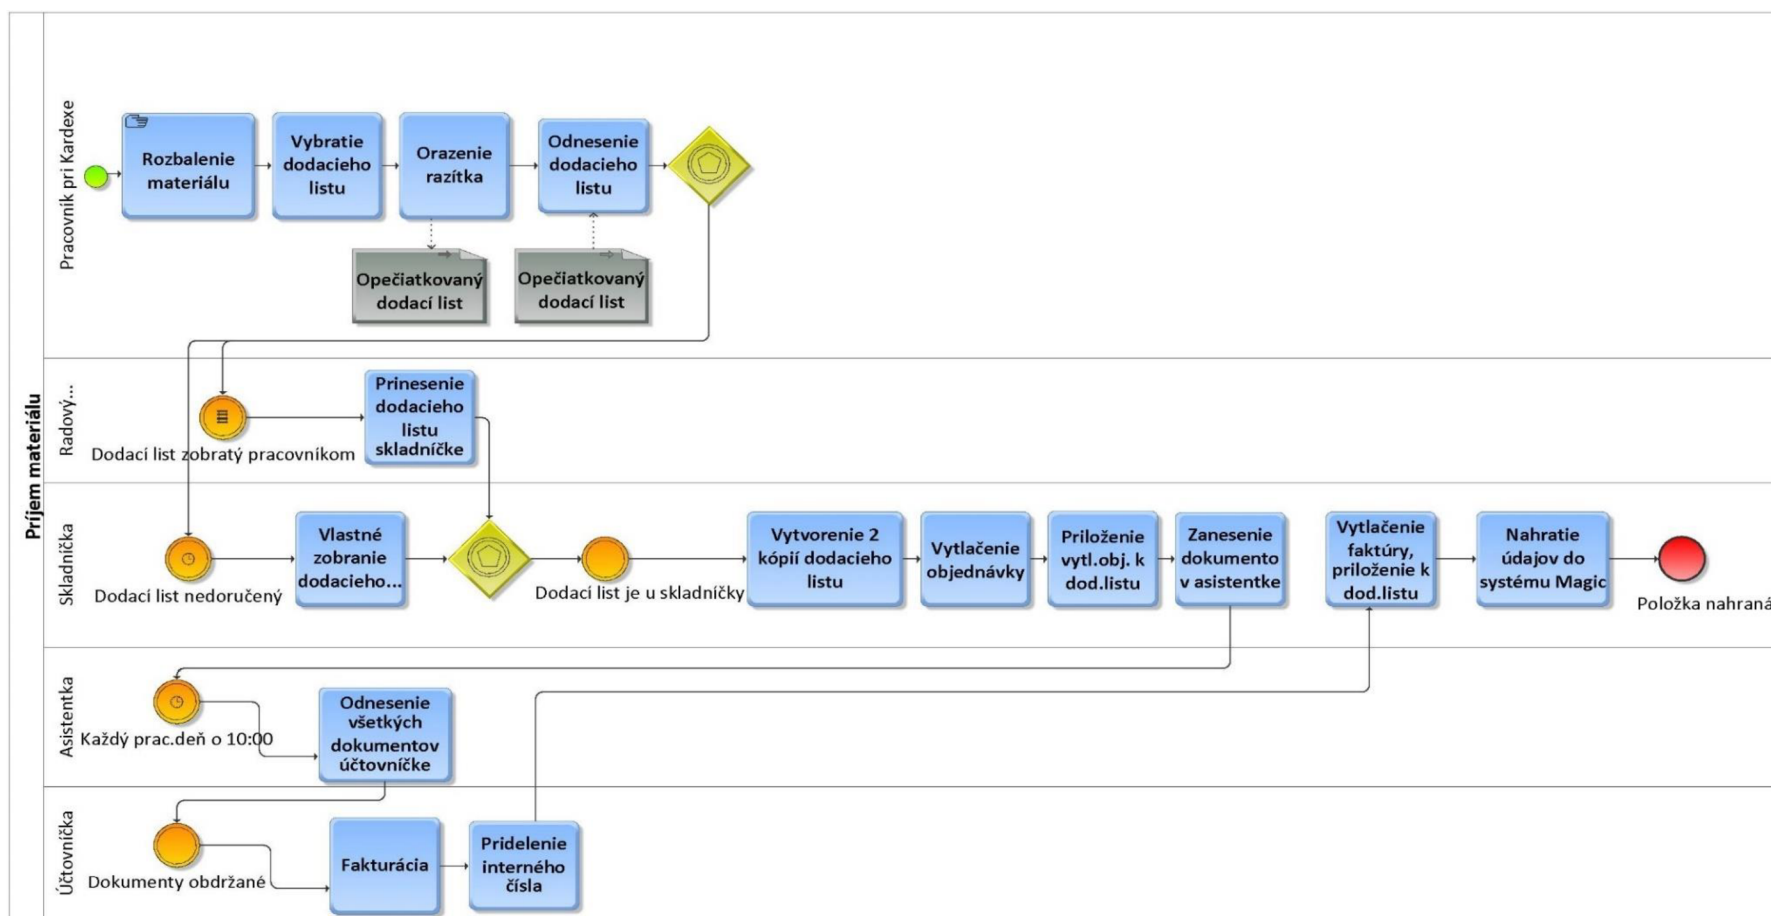 Príjem materiálu
Pracovník pri Kardexe
Rozbalenie
materiálu
Vybratie
dodacieho
listu
Orazenie
razítka
Odnesenie
dodacieho
listu
Opečiatkovaný
dodací list
Opečiatkovaný
dodací list
Radový...
Dodací list zobratý pracovníkom
Prinesenie
dodacieho
listu
skladníčke
Skladníčka
Dodací list nedoručený
Vlastné
zobranie
dodacieho...
Dodací list je u skladníčky
Vytvorenie 2
kópií dodacieho
listu
Vytlačenie
objednávky
Priloženie
vytl.obj. k
dod.listu
Zanesenie
dokumento
v asistentke
Vytlačenie
faktúry,
priloženie k
dod.listu
Nahratie
údajov do
systému Magic
Položka nahraná
Asistentka
Každý prac.deň o 10:00
Odnesenie
všetkých
dokumentov
účtovníčke
Účtovníčka
Dokumenty obdržané
Fakturácia
Pridelenie
interného
čísla